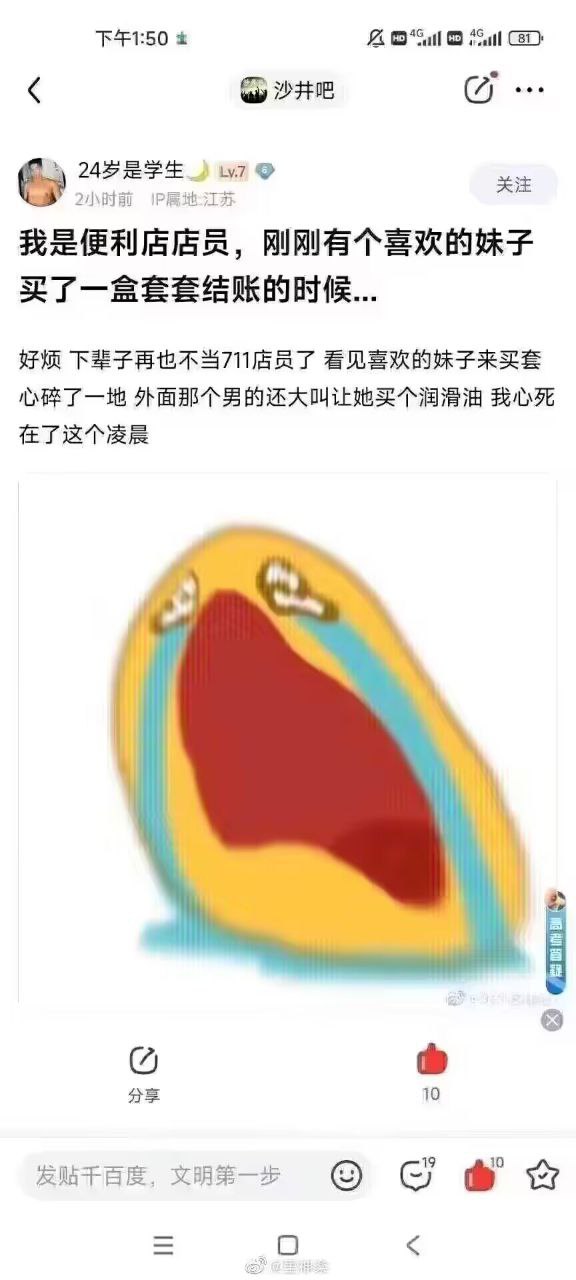 下午1:50
HD 4G HD 4G 81
沙井吧
24岁是学生🌙 Lv.7 6
关注
2小时前 IP属地:江苏
我是便利店店员，刚刚有个喜欢的妹子
买了一盒套套结账的时候...
好烦 下辈子再也不当711店员了 看见喜欢的妹子来买套
心碎了一地 外面那个男的还大叫让她买个润滑油 我心死
在了这个凌晨
分享
10
发贴千百度，文明第一步
19
10